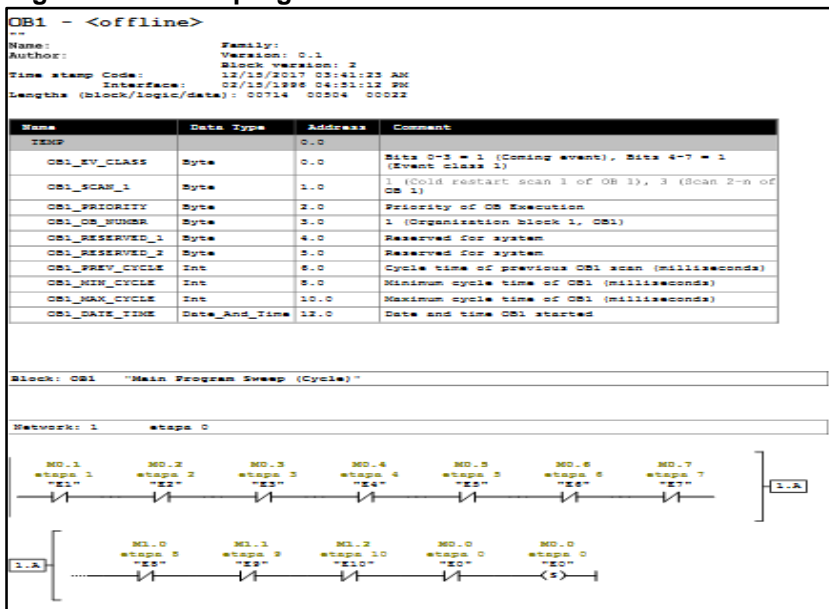 OB1 - <offline>
""
Name: Family:
Author: Version: 0.1
Block version: 2
Time stamp Code: 12/15/2017 03:41:23 AM
Interface: 02/15/1996 04:51:12 PM
Lengths (block/logic/data): 00714 00504 00022
Name Data Type Address Comment
TEMP 0.0
OB1_EV_CLASS Byte 0.0 Bits 0-3 = 1 (Coming event), Bits 4-7 = 1
(Event class 1)
OB1_SCAN_1 Byte 1.0 1 (Cold restart scan 1 of OB 1), 3 (Scan 2-n of
OB 1)
OB1_PRIORITY Byte 2.0 Priority of OB Execution
OB1_OB_NUMBR Byte 3.0 1 (Organization block 1, OB1)
OB1_RESERVED_1 Byte 4.0 Reserved for system
OB1_RESERVED_2 Byte 5.0 Reserved for system
OB1_PREV_CYCLE Int 6.0 Cycle time of previous OB1 scan (milliseconds)
OB1_MIN_CYCLE Int 8.0 Minimum cycle time of OB1 (milliseconds)
OB1_MAX_CYCLE Int 10.0 Maximum cycle time of OB1 (milliseconds)
OB1_DATE_TIME Date_And_Time 12.0 Date and time OB1 started
Block: OB1 "Main Program Sweep (Cycle)"
Network: 1 etapa 0
M0.1 M0.2 M0.3 M0.4 M0.5 M0.6 M0.7
etapa 1 etapa 2 etapa 3 etapa 4 etapa 5 etapa 6 etapa 7
"E1" "E2" "E3" "E4" "E5" "E6" "E7"
1.A
M1.0 M1.1 M1.2 M0.0 M0.0
etapa 8 etapa 9 etapa 10 etapa 0 etapa 0
"E8" "E9" "E10" "E0" "E0"
1.A (S)